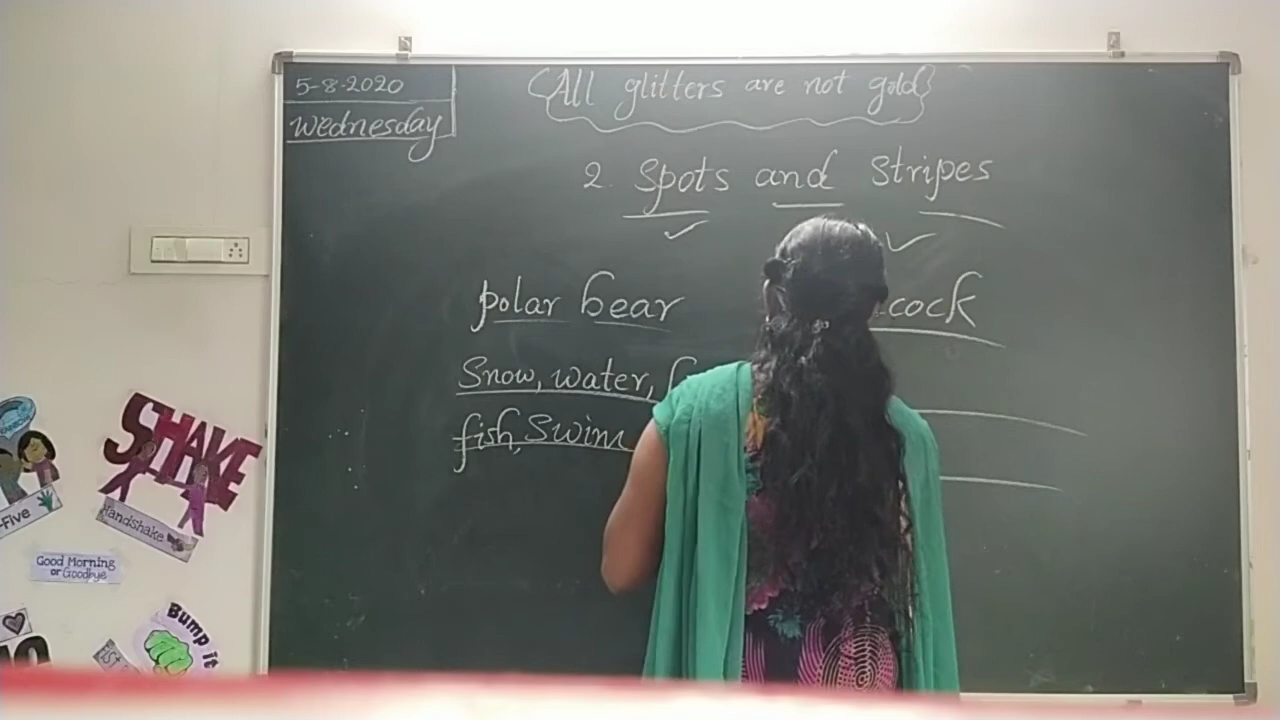 5-8-2020
Wednesday
All glitters are not gold
2. Spots and Stripes
polar bear
cock
Snow, water,
fish, Swim
SHAKE
Handshake
-Five
Good Morning
or Goodbye
Bump it